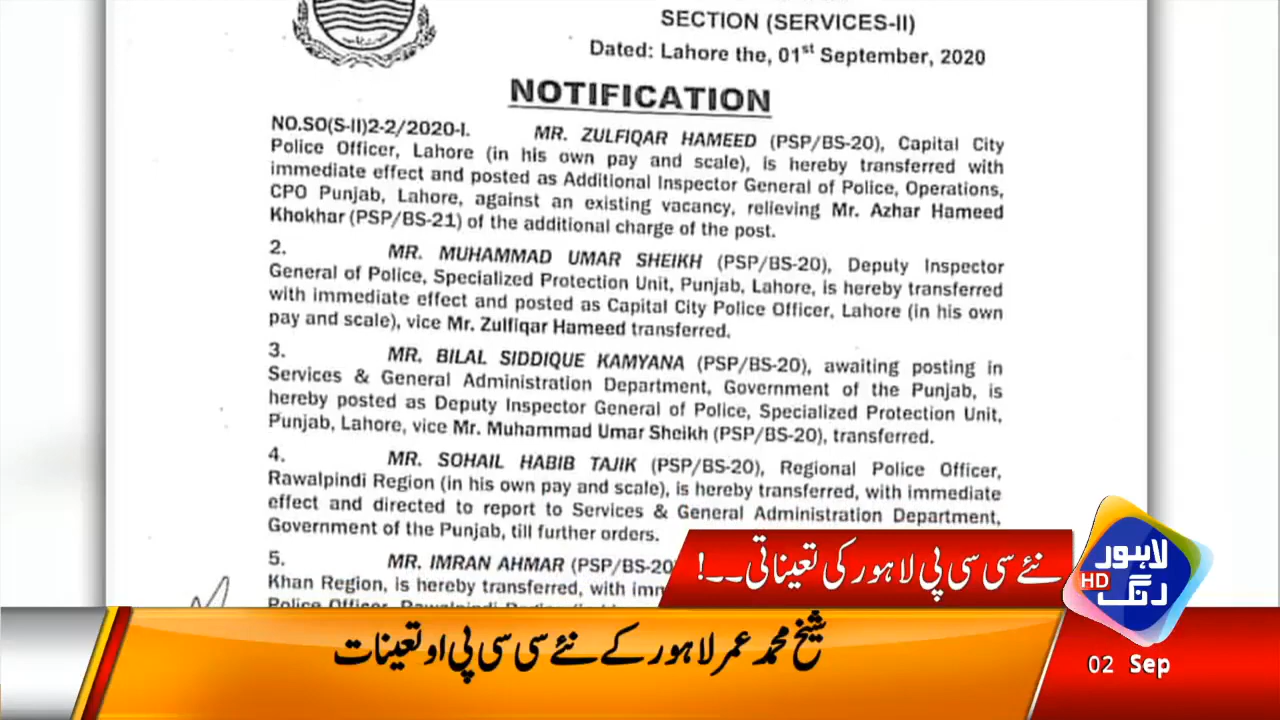 SECTION (SERVICES-II)
Dated: Lahore the, 01st September, 2020
NOTIFICATION
NO.SO(S-II)2-2/2020-I. MR. ZULFIQAR HAMEED (PSP/BS-20), Capital City
Police Officer, Lahore (in his own pay and scale), is hereby transferred with
immediate effect and posted as Additional Inspector General of Police, Operations,
CPO Punjab, Lahore, against an existing vacancy, relieving Mr. Azhar Hameed
Khokhar (PSP/BS-21) of the additional charge of the post.
2. MR. MUHAMMAD UMAR SHEIKH (PSP/BS-20), Deputy Inspector
General of Police, Specialized Protection Unit, Punjab, Lahore, is hereby transferred
with immediate effect and posted as Capital City Police Officer, Lahore (in his own
pay and scale), vice Mr. Zulfiqar Hameed transferred.
3. MR. BILAL SIDDIQUE KAMYANA (PSP/BS-20), awaiting posting in
Services & General Administration Department, Government of the Punjab, is
hereby posted as Deputy Inspector General of Police, Specialized Protection Unit,
Punjab, Lahore, vice Mr. Muhammad Umar Sheikh (PSP/BS-20), transferred.
4. MR. SOHAIL HABIB TAJIK (PSP/BS-20), Regional Police Officer,
Rawalpindi Region (in his own pay and scale), is hereby transferred, with immediate
effect and directed to report to Services & General Administration Department,
Government of the Punjab, till further orders.
5. MR. IMRAN AHMAR (PSP/BS-20
Khan Region, is hereby transferred, with imm
نئے سی سی پی لاہور کی تعیناتی۔۔!
لاہور
HD رنگ
شیخ محمد عمر لاہور کے نئے سی سی پی او تعینات
02 Sep